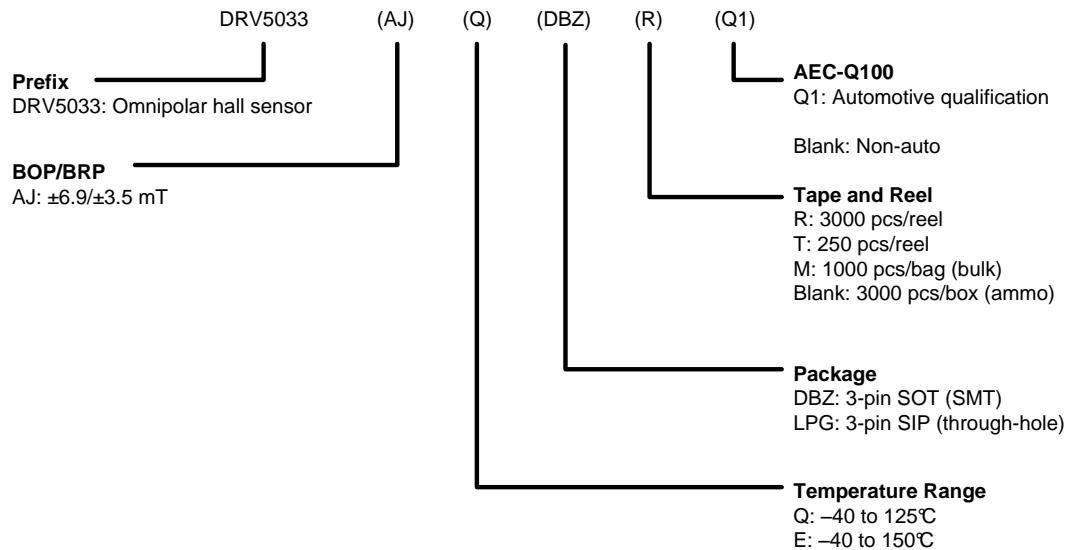 DRV5033 (AJ) (Q) (DBZ) (R) (Q1)
Prefix
DRV5033: Omnipolar hall sensor
BOP/BRP
AJ: ±6.9/±3.5 mT
AEC-Q100
Q1: Automotive qualification
Blank: Non-auto
Tape and Reel
R: 3000 pcs/reel
T: 250 pcs/reel
M: 1000 pcs/bag (bulk)
Blank: 3000 pcs/box (ammo)
Package
DBZ: 3-pin SOT (SMT)
LPG: 3-pin SIP (through-hole)
Temperature Range
Q: –40 to 125°C
E: –40 to 150°C